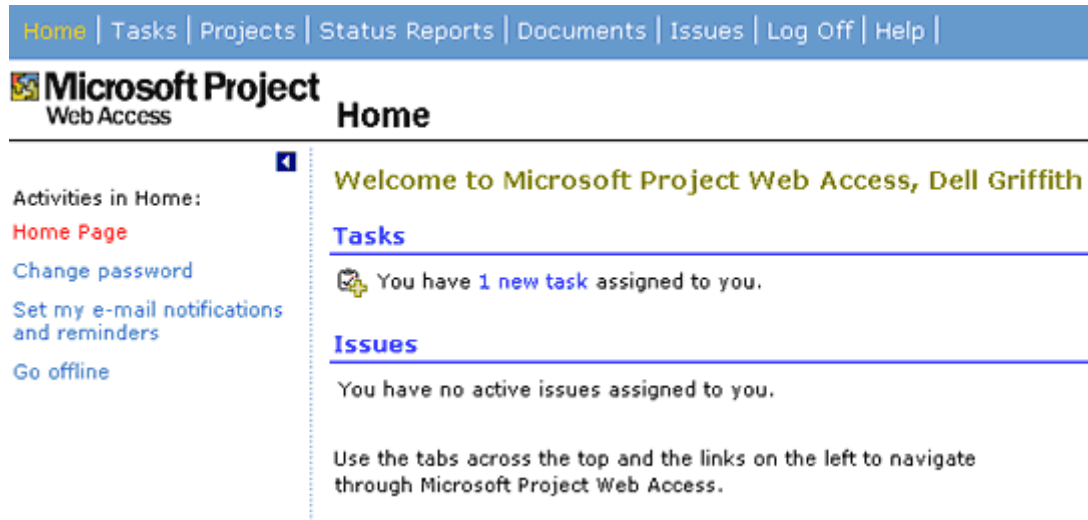 Home | Tasks | Projects | Status Reports | Documents | Issues | Log Off | Help |
Microsoft Project
Web Access
Home
Activities in Home:
Home Page
Change password
Set my e-mail notifications
and reminders
Go offline
Welcome to Microsoft Project Web Access, Dell Griffith
Tasks
You have 1 new task assigned to you.
Issues
You have no active issues assigned to you.
Use the tabs across the top and the links on the left to navigate
through Microsoft Project Web Access.